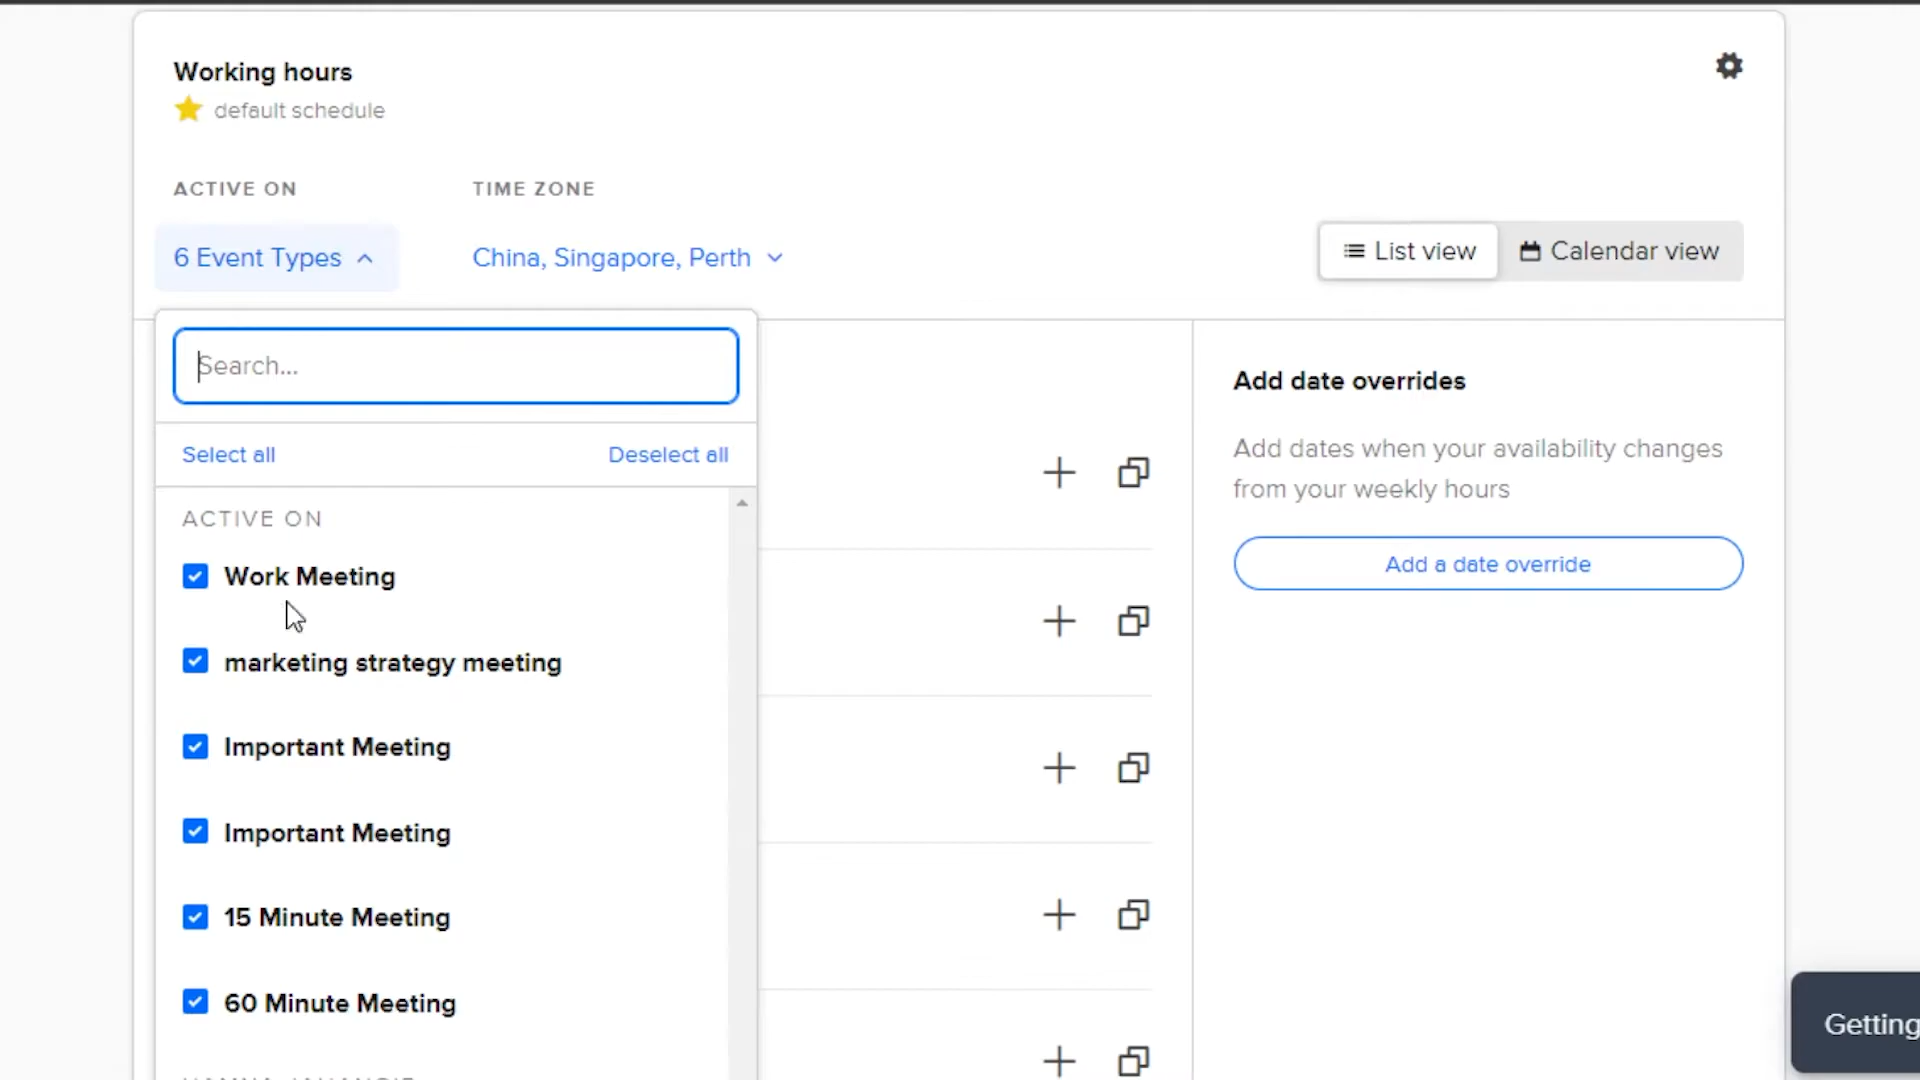 Working hours
default schedule
ACTIVE ON
TIME ZONE
6 Event Types
China, Singapore, Perth
List view
Calendar view
Search...
Select all
Deselect all
ACTIVE ON
Work Meeting
marketing strategy meeting
Important Meeting
Important Meeting
15 Minute Meeting
60 Minute Meeting
Add date overrides
Add dates when your availability changes
from your weekly hours
Add a date override
Getting